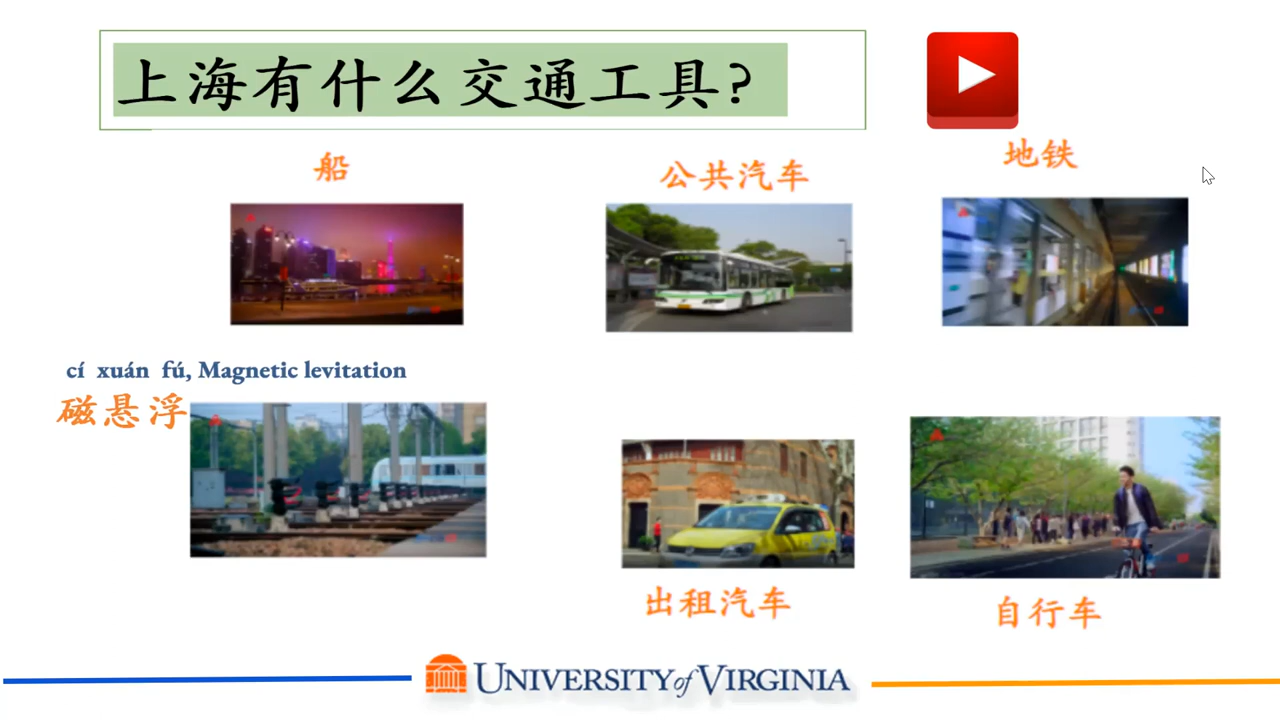 上海有什么交通工具?
船
公共汽车
地铁
cí xuán fú, Magnetic levitation
磁悬浮
出租汽车
自行车
UNIVERSITY of VIRGINIA